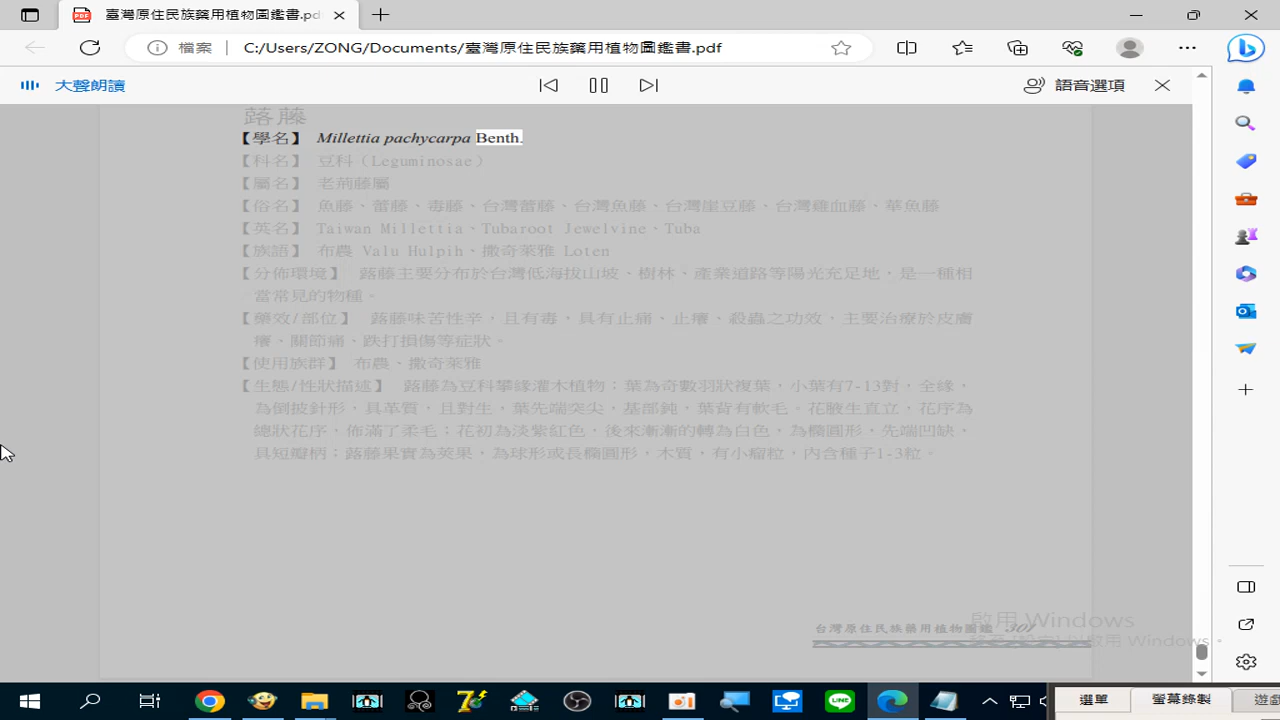 臺灣原住民族藥用植物圖鑑書.pd
檔案 C:/Users/ZONG/Documents/臺灣原住民族藥用植物圖鑑書.pdf
大聲朗讀
語音選項
蕗藤
【學名】 Millettia pachycarpa Benth.
【科名】 豆科（Leguminosae）
【屬名】 老荊藤屬
【俗名】 魚藤、蕾藤、毒藤、台灣蕾藤、台灣魚藤、台灣崖豆藤、台灣雞血藤、華魚藤
【英名】 Taiwan Millettia、Tubaroot Jewelvine、Tuba
【族語】 布農 Valu Hulpih、撒奇萊雅 Loten
【分佈環境】 蕗藤主要分布於台灣低海拔山坡、樹林、產業道路等陽光充足地，是一種相
當常見的物種。
【藥效/部位】 蕗藤味苦性辛，且有毒。具有止痛、止癢、殺蟲之功效，主要治療於皮膚
癢、關節痛、跌打損傷等症狀。
【使用族群】 布農、撒奇萊雅
【生態/性狀描述】 蕗藤為豆科攀緣灌木植物；葉為奇數羽狀複葉，小葉有7-13對，全緣，
為倒披針形，具革質，且對生，葉先端突尖，基部鈍，葉背有軟毛。花腋生直立，花序為
總狀花序，佈滿了柔毛；花初為淡紫紅色，後來漸漸的轉為白色，為橢圓形，先端凹缺，
具短瓣柄；蕗藤果實為莢果，為球形或長橢圓形，木質，有小瘤粒，內含種子1-3粒。
台灣原住民族藥用植物圖鑑 301
啟用 Windows
啟用 Windows。
選單
螢幕錄製